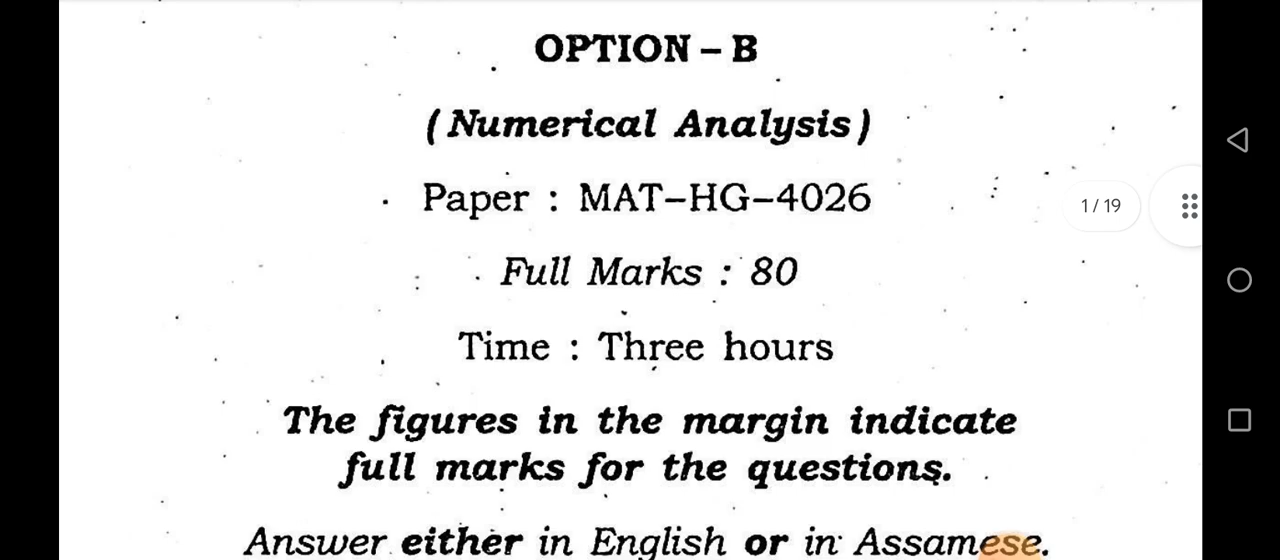 OPTION – B
(Numerical Analysis)
Paper : MAT–HG–4026
1 / 19
Full Marks : 80
Time : Three hours
The figures in the margin indicate
full marks for the questions.
Answer either in English or in Assamese.